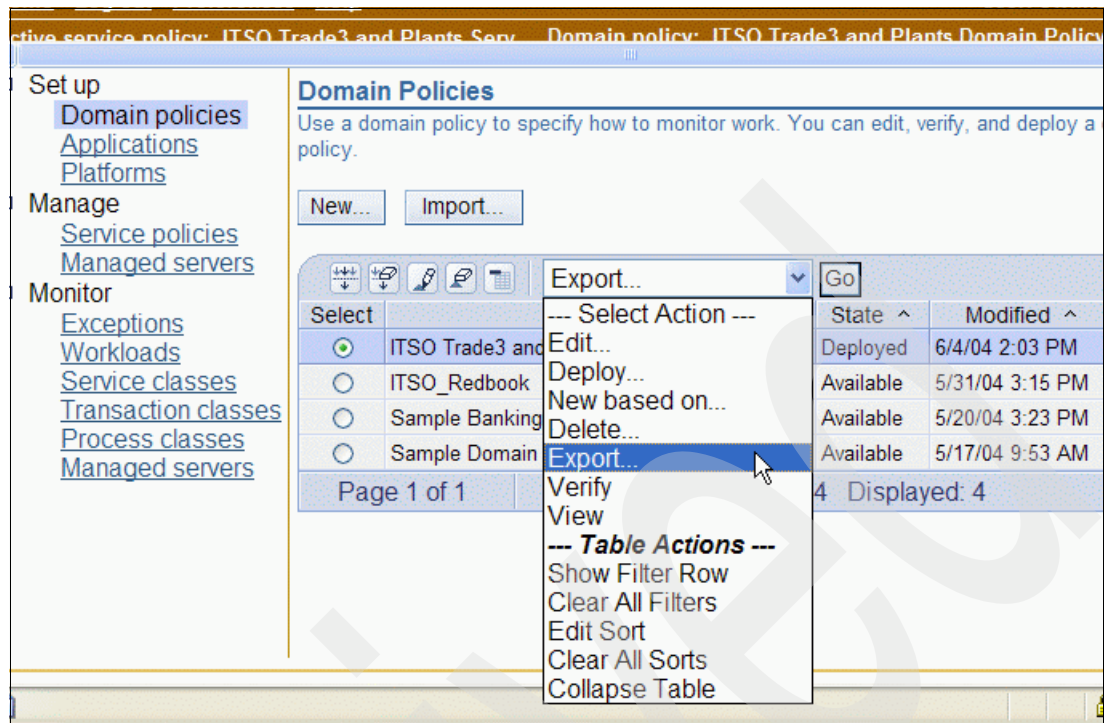 ctive service policy: ITSO Trade3 and Plants Serv Domain policy: ITSO Trade3 and Plants Domain Policy
Set up
Domain policies
Applications
Platforms
Manage
Service policies
Managed servers
Monitor
Exceptions
Workloads
Service classes
Transaction classes
Process classes
Managed servers
Domain Policies
Use a domain policy to specify how to monitor work. You can edit, verify, and deploy a
policy.
New... Import...
Export... Go
Select State Modified
ITSO Trade3 and Deployed 6/4/04 2:03 PM
ITSO_Redbook Available 5/31/04 3:15 PM
Sample Banking Available 5/20/04 3:23 PM
Sample Domain Available 5/17/04 9:53 AM
Page 1 of 1 4 Displayed: 4
--- Select Action ---
Edit...
Deploy...
New based on...
Delete...
Export...
Verify
View
--- Table Actions ---
Show Filter Row
Clear All Filters
Edit Sort
Clear All Sorts
Collapse Table